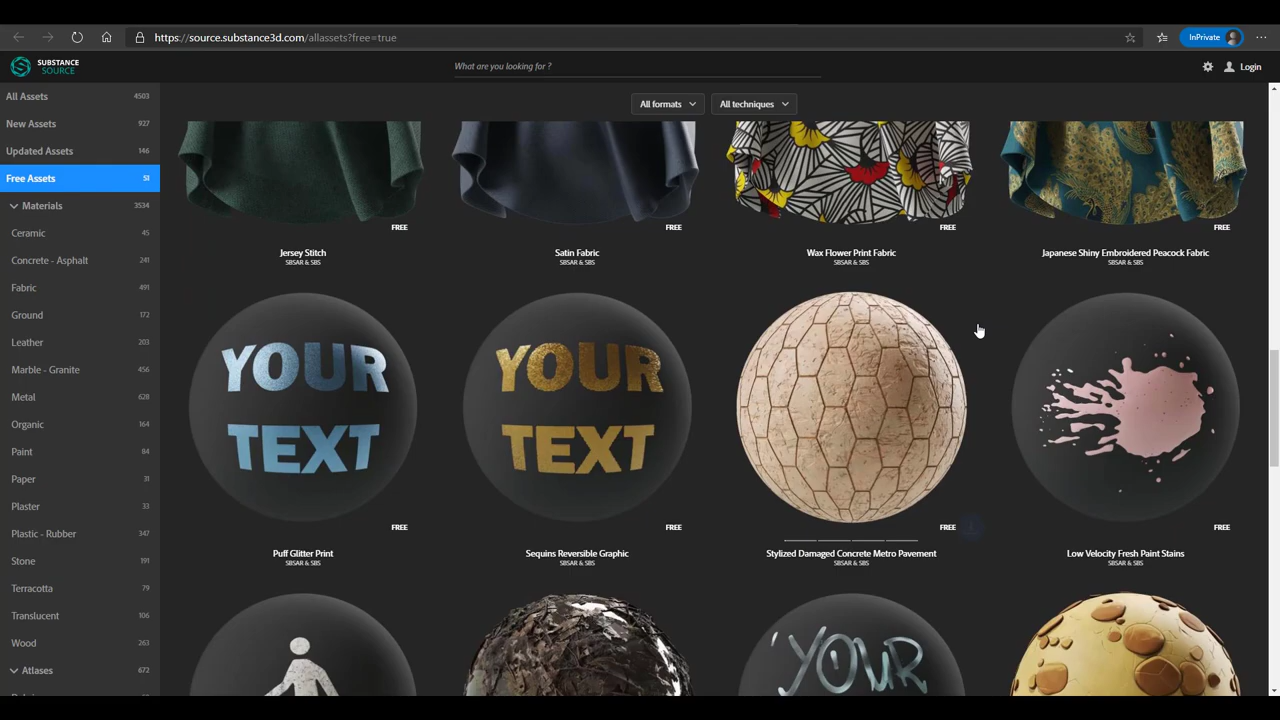 https://source.substance3d.com/allassets?free=true
InPrivate
SUBSTANCE
SOURCE
What are you looking for ?
Login
All Assets 4503
New Assets 927
Updated Assets 146
Free Assets 51
Materials 3534
Ceramic 45
Concrete - Asphalt 241
Fabric 491
Ground 172
Leather 203
Marble - Granite 456
Metal 628
Organic 164
Paint 84
Paper 79
Plaster 33
Plastic - Rubber 347
Stone 191
Terracotta 79
Translucent 106
Wood 263
Atlases 672
All formats
All techniques
FREE
Jersey Stitch
SBSAR & SBS
FREE
Satin Fabric
SBSAR & SBS
FREE
Wax Flower Print Fabric
SBSAR & SBS
FREE
Japanese Shiny Embroidered Peacock Fabric
SBSAR & SBS
YOUR
TEXT
FREE
Puff Glitter Print
SBSAR & SBS
YOUR
TEXT
FREE
Sequins Reversible Graphic
SBSAR & SBS
FREE
Stylized Damaged Concrete Metro Pavement
SBSAR & SBS
FREE
Low Velocity Fresh Paint Stains
SBSAR & SBS
YOUR